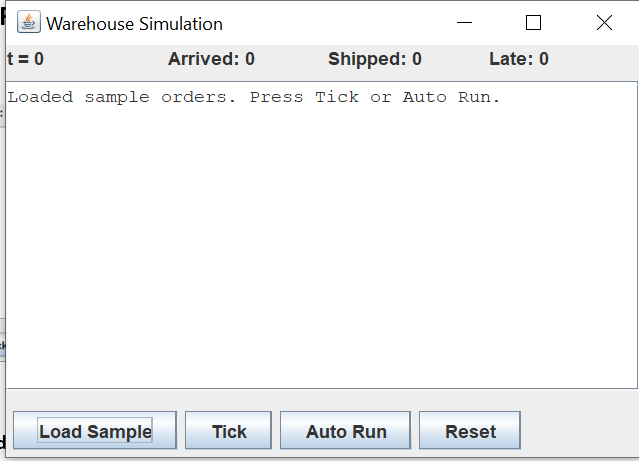 Warehouse Simulation
t = 0 Arrived: 0 Shipped: 0 Late: 0
Loaded sample orders. Press Tick or Auto Run.
Load Sample Tick Auto Run Reset